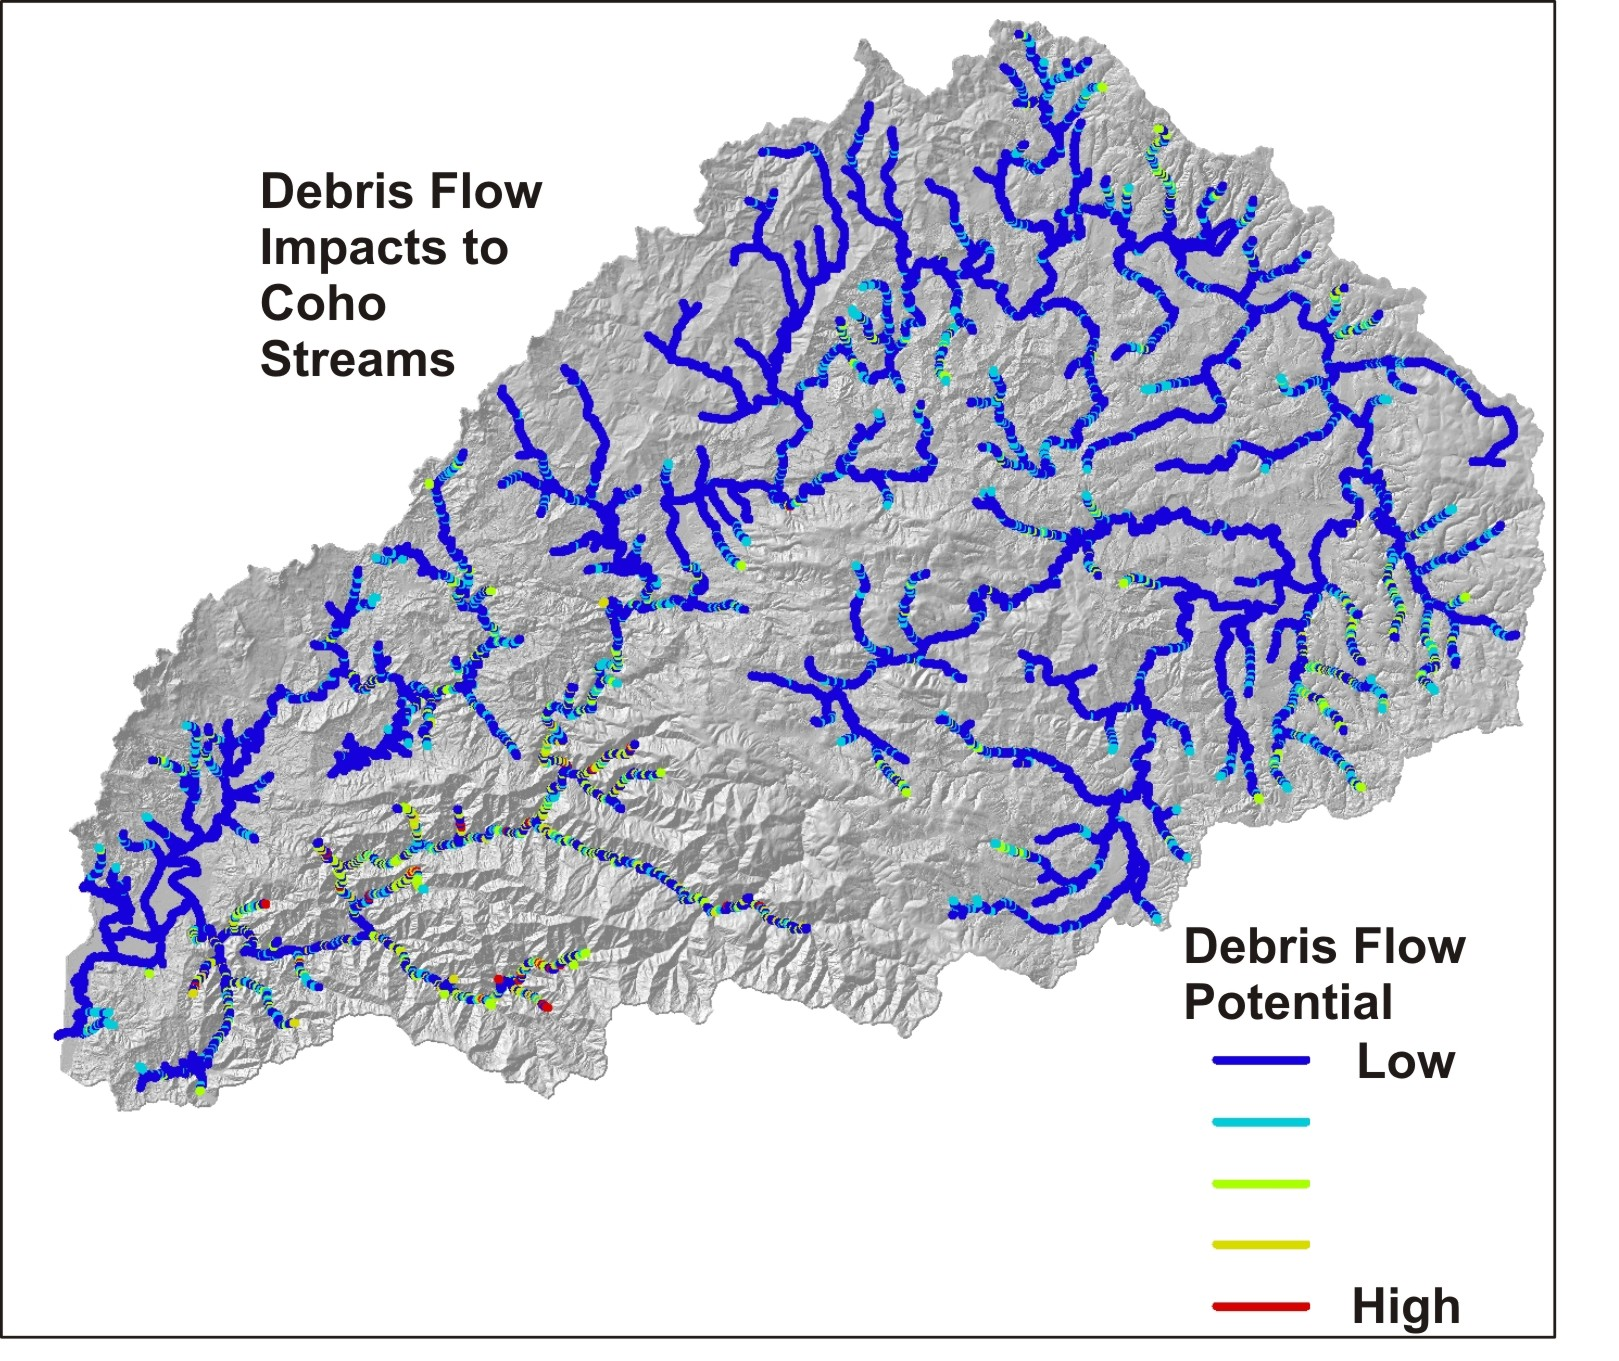 Debris Flow
Impacts to
Coho
Streams
Debris Flow
Potential
Low
High